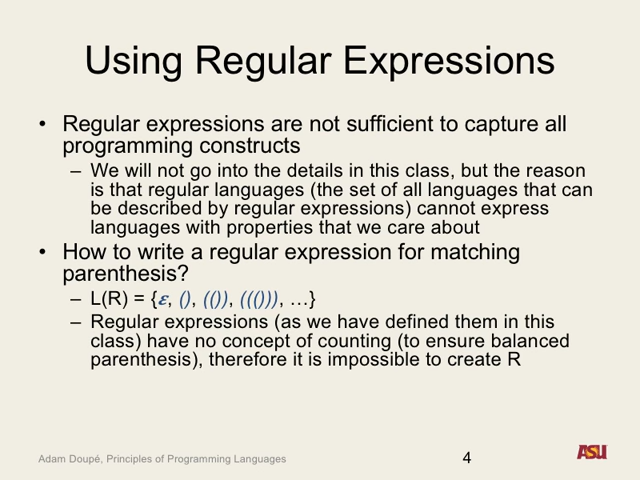 Using Regular Expressions
• Regular expressions are not sufficient to capture all
programming constructs
– We will not go into the details in this class, but the reason
is that regular languages (the set of all languages that can
be described by regular expressions) cannot express
languages with properties that we care about
• How to write a regular expression for matching
parenthesis?
– L(R) = {ε, (), (()), ((())), …}
– Regular expressions (as we have defined them in this
class) have no concept of counting (to ensure balanced
parenthesis), therefore it is impossible to create R
Adam Doupé, Principles of Programming Languages
4
ASU